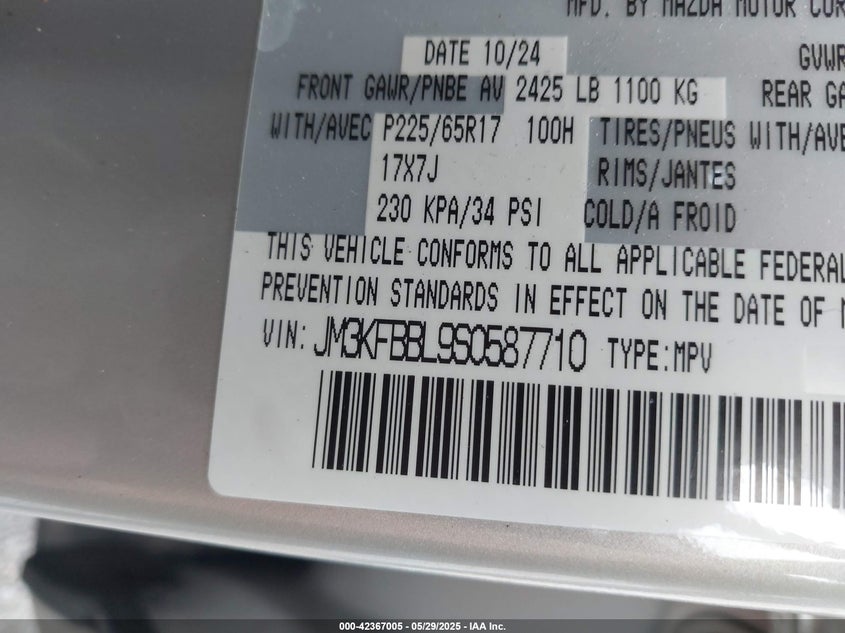 MFD. BY MAZDA MOTOR COR
DATE 10/24 GVWR
FRONT GAWR/PNBE AV 2425 LB 1100 KG REAR GA
WITH/AVEC P225/65R17 100H TIRES/PNEUS WITH/AVE
17X7J RIMS/JANTES
230 KPA/34 PSI COLD/A FROID
THIS VEHICLE CONFORMS TO ALL APPLICABLE FEDERAL
PREVENTION STANDARDS IN EFFECT ON THE DATE OF M
VIN: JM3KFBBL9S0587710 TYPE:MPV
000-42367005 • 05/29/2025 • IAA Inc.